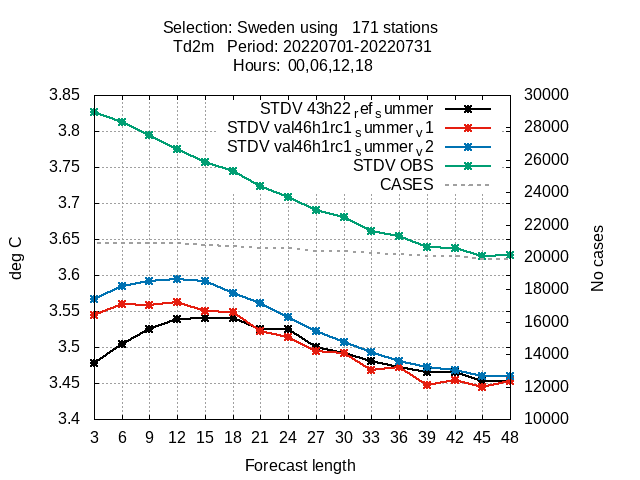 Selection: Sweden using   171 stations
Td2m   Period: 20220701-20220731
Hours:  00,06,12,18
STDV 43h22refsummer
STDV val46h1rc1summerv1
STDV val46h1rc1summerv2
STDV OBS
CASES
deg C
3.85
3.8
3.75
3.7
3.65
3.6
3.55
3.5
3.45
3.4
30000
28000
26000
24000
22000
20000
18000
16000
14000
12000
10000
No cases
3 6 9 12 15 18 21 24 27 30 33 36 39 42 45 48
Forecast length